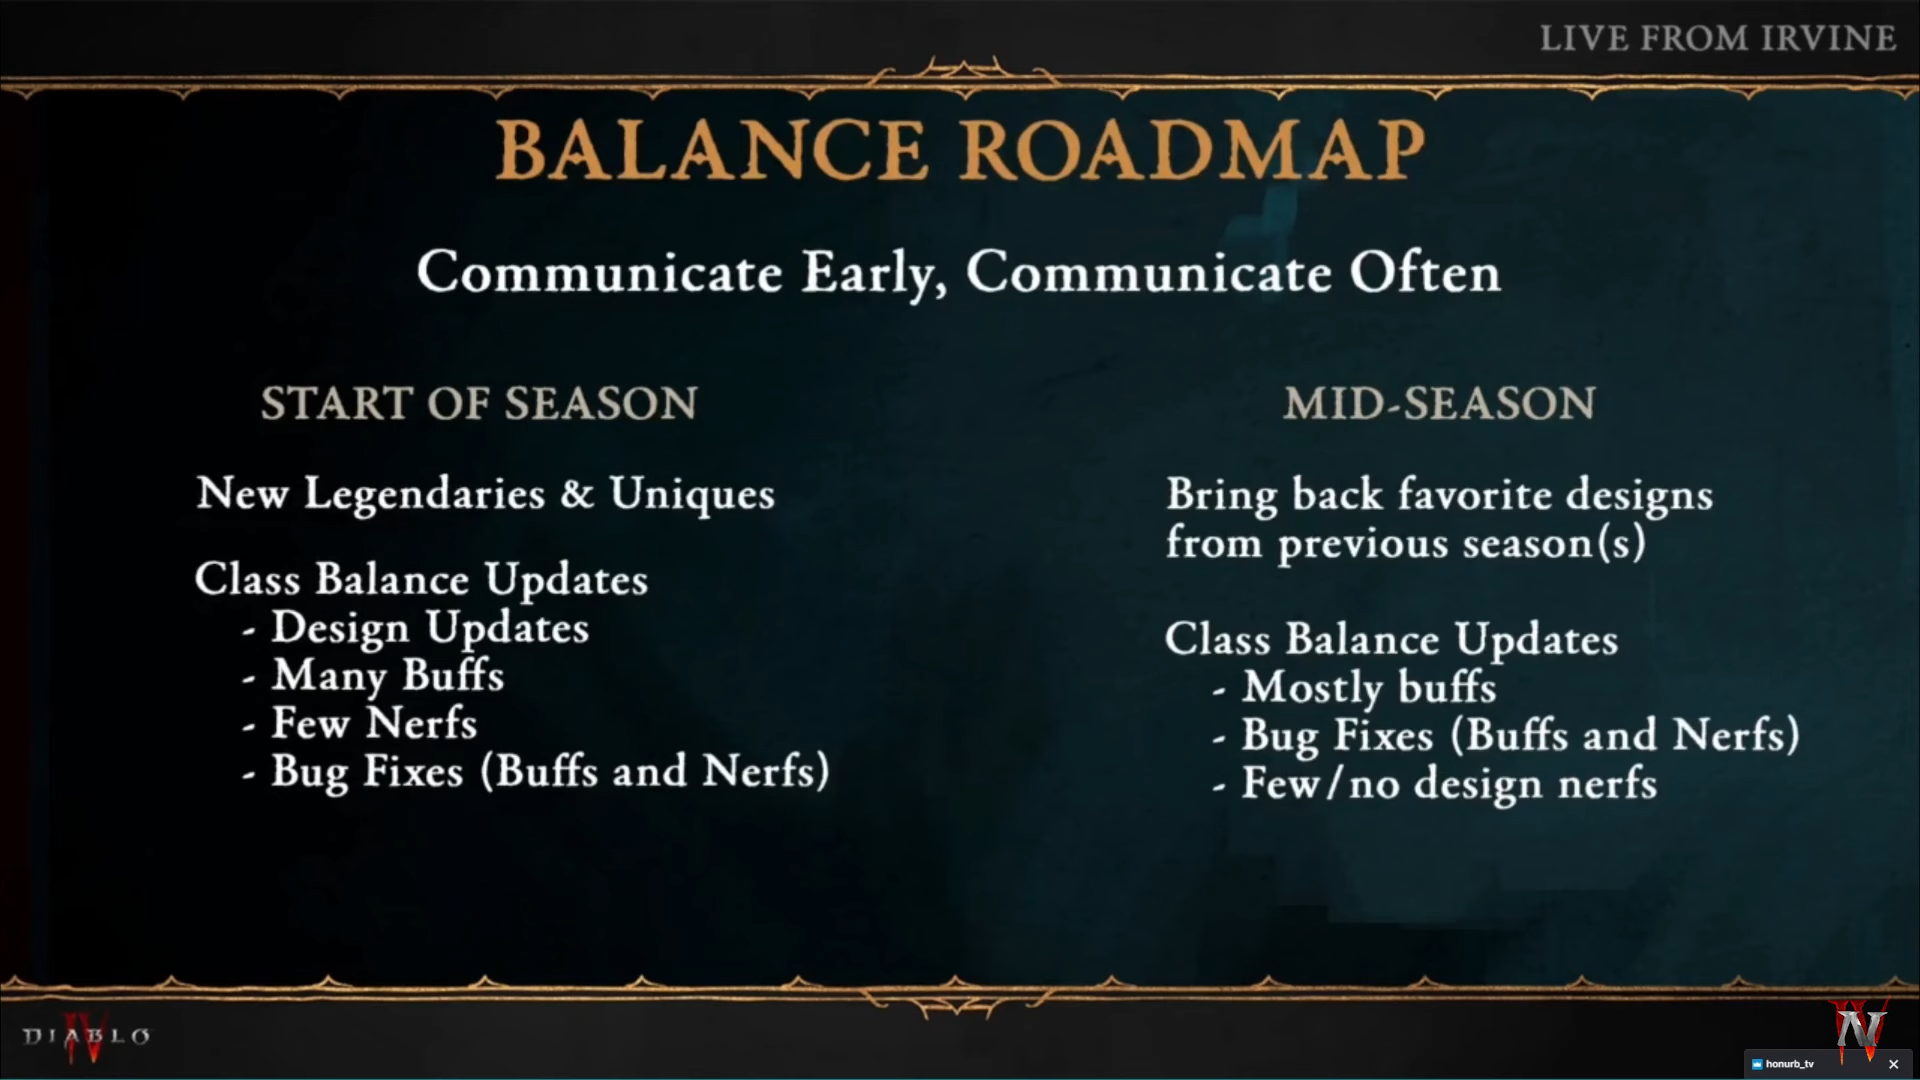 LIVE FROM IRVINE
BALANCE ROADMAP
Communicate Early, Communicate Often
START OF SEASON
New Legendaries & Uniques
Class Balance Updates
- Design Updates
- Many Buffs
- Few Nerfs
- Bug Fixes (Buffs and Nerfs)
MID-SEASON
Bring back favorite designs
from previous season(s)
Class Balance Updates
- Mostly buffs
- Bug Fixes (Buffs and Nerfs)
- Few/no design nerfs
DIABLO IV
N
honurb_tv